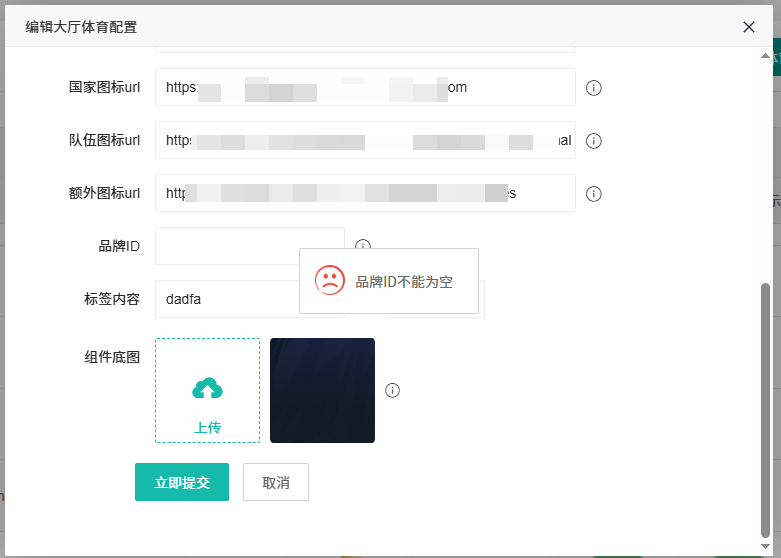 编辑大厅体育配置
国家图标url
https: om
队伍图标url
https nal
额外图标url
http s
品牌ID
品牌ID不能为空
标签内容
dadfa
组件底图
上传
立即提交
取消